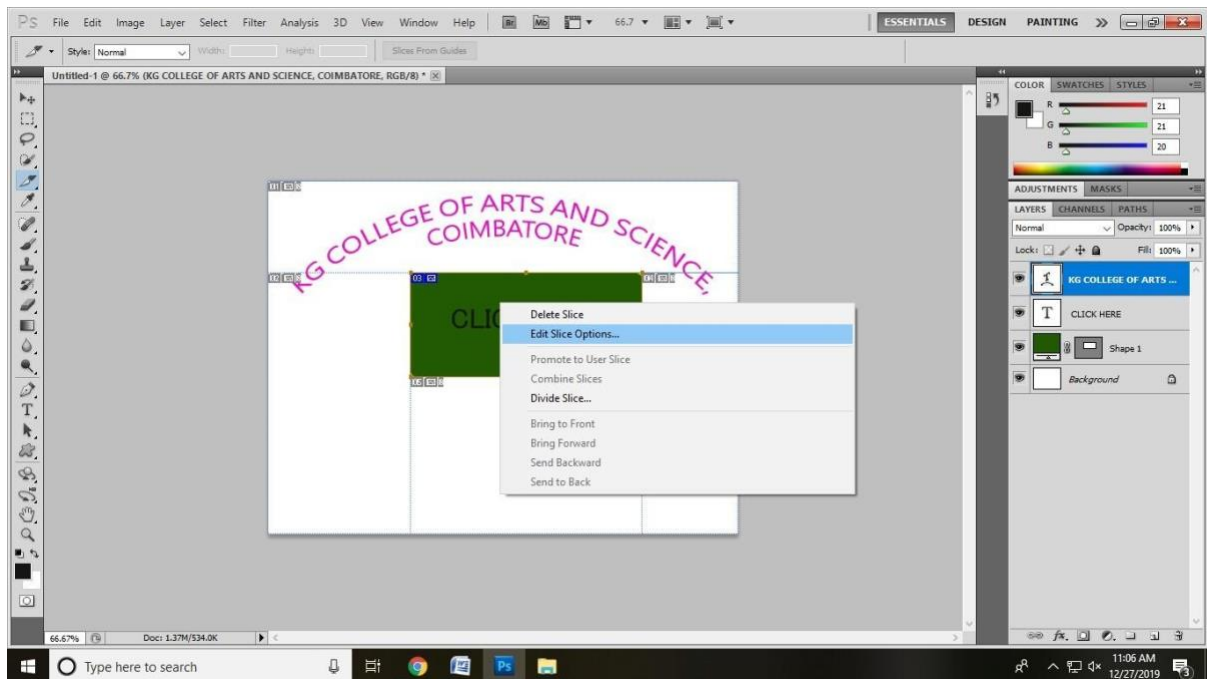 Ps File Edit Image Layer Select Filter Analysis 3D View Window Help Br Mb 66.7 ESSENTIALS DESIGN PAINTING
Style: Normal Width: Height: Slices From Guides
Untitled-1 @ 66.7% (KG COLLEGE OF ARTS AND SCIENCE, COIMBATORE, RGB/8) *
COLOR SWATCHES STYLES
R 21
G 21
B 20
ADJUSTMENTS MASKS
LAYERS CHANNELS PATHS
Normal Opacity: 100%
Lock: Fill: 100%
KG COLLEGE OF ARTS ...
CLICK HERE
Shape 1
Background
KG COLLEGE OF ARTS AND SCIENCE,
COIMBATORE
03
CLIC
Delete Slice
Edit Slice Options...
Promote to User Slice
Combine Slices
Divide Slice...
Bring to Front
Bring Forward
Send Backward
Send to Back
66.67% Doc: 1.37M/534.0K
Type here to search
Ps
11:06 AM
12/27/2019
3